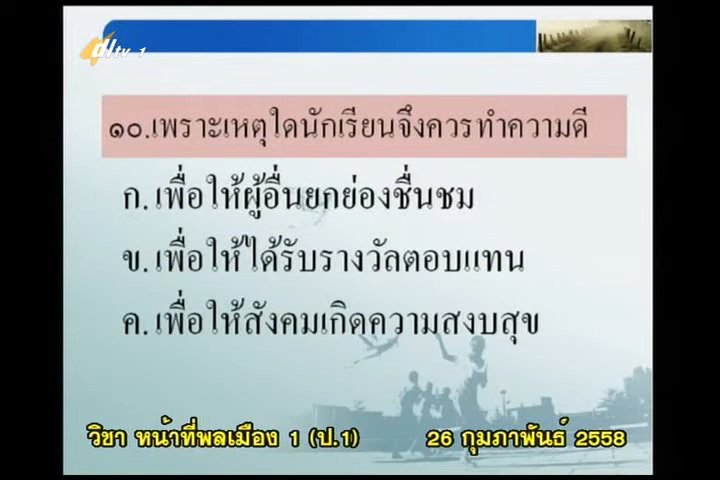 dltv 1
๑๐.เพราะเหตุใดนักเรียนจึงควรทำความดี
ก.เพื่อให้ผู้อื่นยกย่องชื่นชม
ข.เพื่อให้ได้รับรางวัลตอบแทน
ค.เพื่อให้สังคมเกิดความสงบสุข
วิชา หน้าที่พลเมือง 1 (ป.1) 26 กุมภาพันธ์ 2558